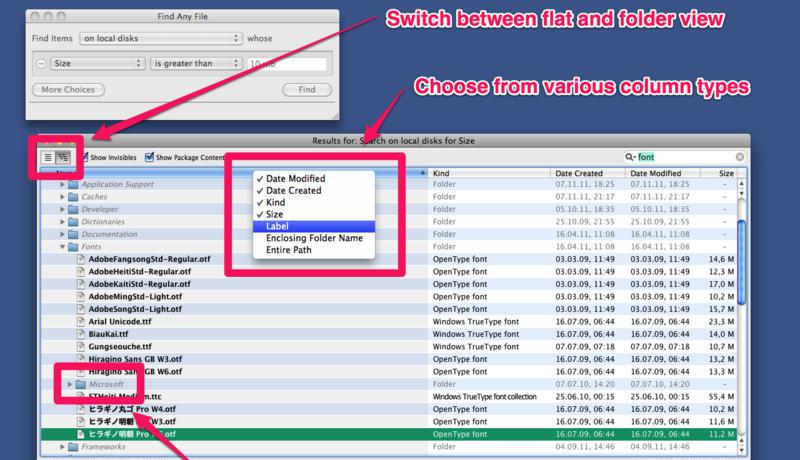 Switch between flat and folder view
Find Any File
Find Items on local disks whose
Size is greater than
More Choices Find
Choose from various column types
Results for: Search on local disks for Size
Show Invisibles Show Package Content font
Kind Date Created Date Modified Size
Date Modified
Date Created
Kind
Size
Label
Enclosing Folder Name
Entire Path
Application Support Folder 07.11.11, 18:25 07.11.11, 18:25 –
Caches Folder 07.11.11, 21:17 07.11.11, 21:17 –
Developer Folder 05.10.11, 18:35 05.10.11, 18:35 –
Dictionaries Folder 25.10.09, 21:55 25.10.09, 21:55 –
Documentation Folder 16.04.11, 11:08 16.04.11, 11:08 –
Fonts Folder 16.04.11, 11:08 16.04.11, 11:08 –
AdobeFangsongStd-Regular.otf OpenType font 03.03.09, 11:49 03.03.09, 11:49 14,6 M
AdobeHeitiStd-Regular.otf OpenType font 03.03.09, 11:49 03.03.09, 11:49 12,3 M
AdobeKaitiStd-Regular.otf OpenType font 03.03.09, 11:49 03.03.09, 11:49 17,0 M
AdobeMingStd-Light.otf OpenType font 03.03.09, 11:49 03.03.09, 11:49 10,2 M
AdobeSongStd-Light.otf OpenType font 03.03.09, 11:49 03.03.09, 11:49 15,7 M
Arial Unicode.ttf Windows TrueType font 16.07.09, 06:44 16.07.09, 06:44 23,3 M
BiauKai.ttf Windows TrueType font 16.07.09, 06:44 16.07.09, 06:44 14,0 M
Gungseouche.ttf Windows TrueType font 07.07.09, 07:18 07.07.09, 07:18 10,7 M
Hiragino Sans GB W3.otf OpenType font 16.07.09, 06:44 16.07.09, 06:44 13,2 M
Hiragino Sans GB W6.otf OpenType font 16.07.09, 06:44 16.07.09, 06:44 13,3 M
Microsoft Folder 07.07.10, 14:20 07.07.10, 14:20 –
STHeiti Medium.ttc Windows TrueType font collection 25.06.10, 00:15 25.06.10, 00:15 55,4 M
ヒラギノ丸ゴ Pro W4.otf OpenType font 16.07.09, 06:44 16.07.09, 06:44 10,2 M
ヒラギノ明朝 W3.otf OpenType font 16.07.09, 06:44 16.07.09, 06:44 11,6 M
ヒラギノ明朝 Pro .otf OpenType font 16.07.09, 06:44 16.07.09, 06:44 11,2 M
Frameworks Folder 04.09.11, 16:44 04.09.11, 16:44 –